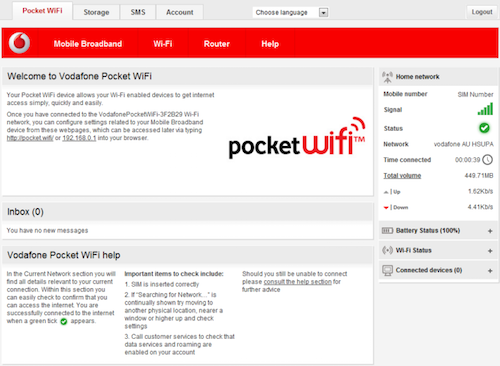 Pocket WiFi
Storage
SMS
Account
Choose language
Logout
Mobile Broadband
Wi-Fi
Router
Help
Welcome to Vodafone Pocket WiFi
Your Pocket WiFi device allows your Wi-Fi enabled devices to get internet
access simply, quickly and easily.
Once you have connected to the VodafonePocketWiFi-3F2B29 Wi-Fi
network, you can configure settings related to your Mobile Broadband
device from these webpages, which can be accessed later via typing
http://pocket.wifi/ or 192.168.0.1 into your browser.
pocket wifi™
Inbox (0)
You have no new messages
Vodafone Pocket WiFi help
In the Current Network section you will
find all details relevant to your current
connection. Within this section you
can easily check to confirm that you
can access the internet. You are
successfully connected to the internet
when a green tick appears.
Important items to check include:
1. SIM is inserted correctly
2. If "Searching for Network..." is
continually shown try moving to
another physical location, nearer a
window or higher up and check
settings
3. Call customer services to check that
data services and roaming are
enabled on your account
Should you still be unable to connect
please consult the help section for
further advice
Home network
Mobile number SIM Number
Signal
Status
Network vodafone AU HSUPA
Time connected 00:00:39
Total volume 449.71MB
| Up 1.62Kb/s
| Down 4.41Kb/s
Battery Status (100%) +
Wi-Fi Status +
Connected devices (0) +